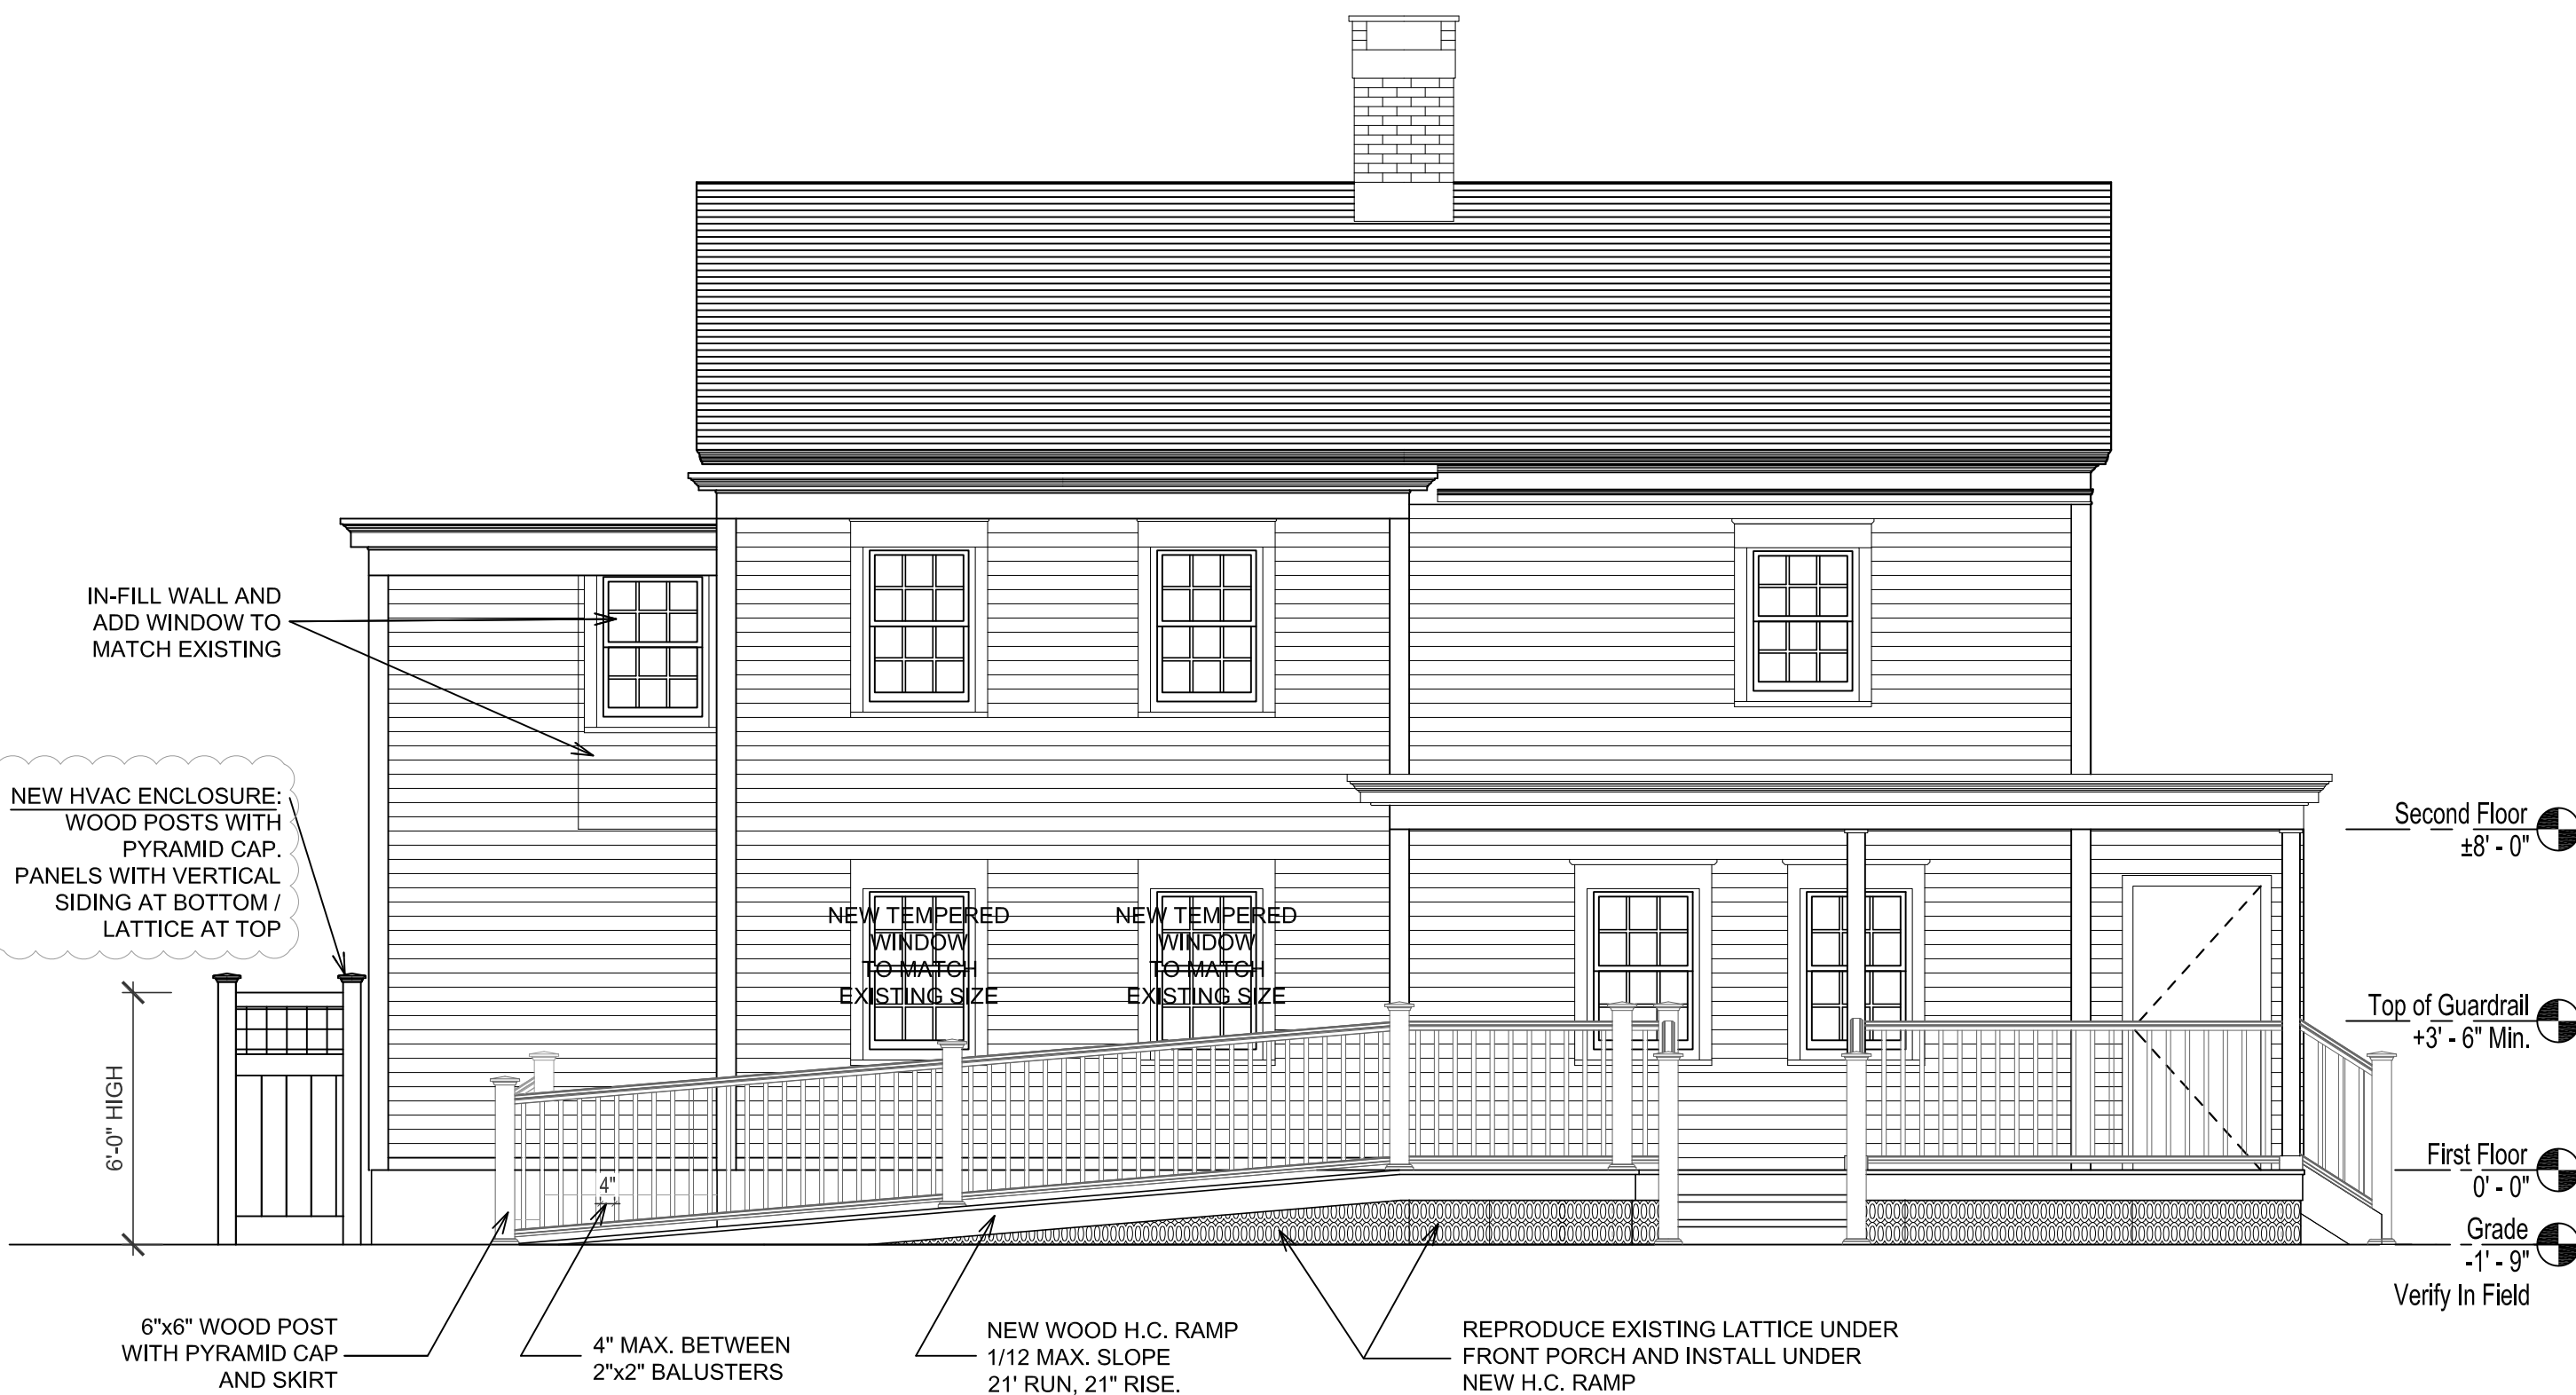 IN-FILL WALL AND
ADD WINDOW TO
MATCH EXISTING
NEW HVAC ENCLOSURE:
WOOD POSTS WITH
PYRAMID CAP.
PANELS WITH VERTICAL
SIDING AT BOTTOM /
LATTICE AT TOP
6'-0" HIGH
NEW TEMPERED
WINDOW
TO MATCH
EXISTING SIZE
NEW TEMPERED
WINDOW
TO MATCH
EXISTING SIZE
4"
Second Floor
±8' - 0"
Top of Guardrail
+3' - 6" Min.
First Floor
0' - 0"
Grade
-1' - 9"
Verify In Field
6"x6" WOOD POST
WITH PYRAMID CAP
AND SKIRT
4" MAX. BETWEEN
2"x2" BALUSTERS
NEW WOOD H.C. RAMP
1/12 MAX. SLOPE
21' RUN, 21" RISE.
REPRODUCE EXISTING LATTICE UNDER
FRONT PORCH AND INSTALL UNDER
NEW H.C. RAMP